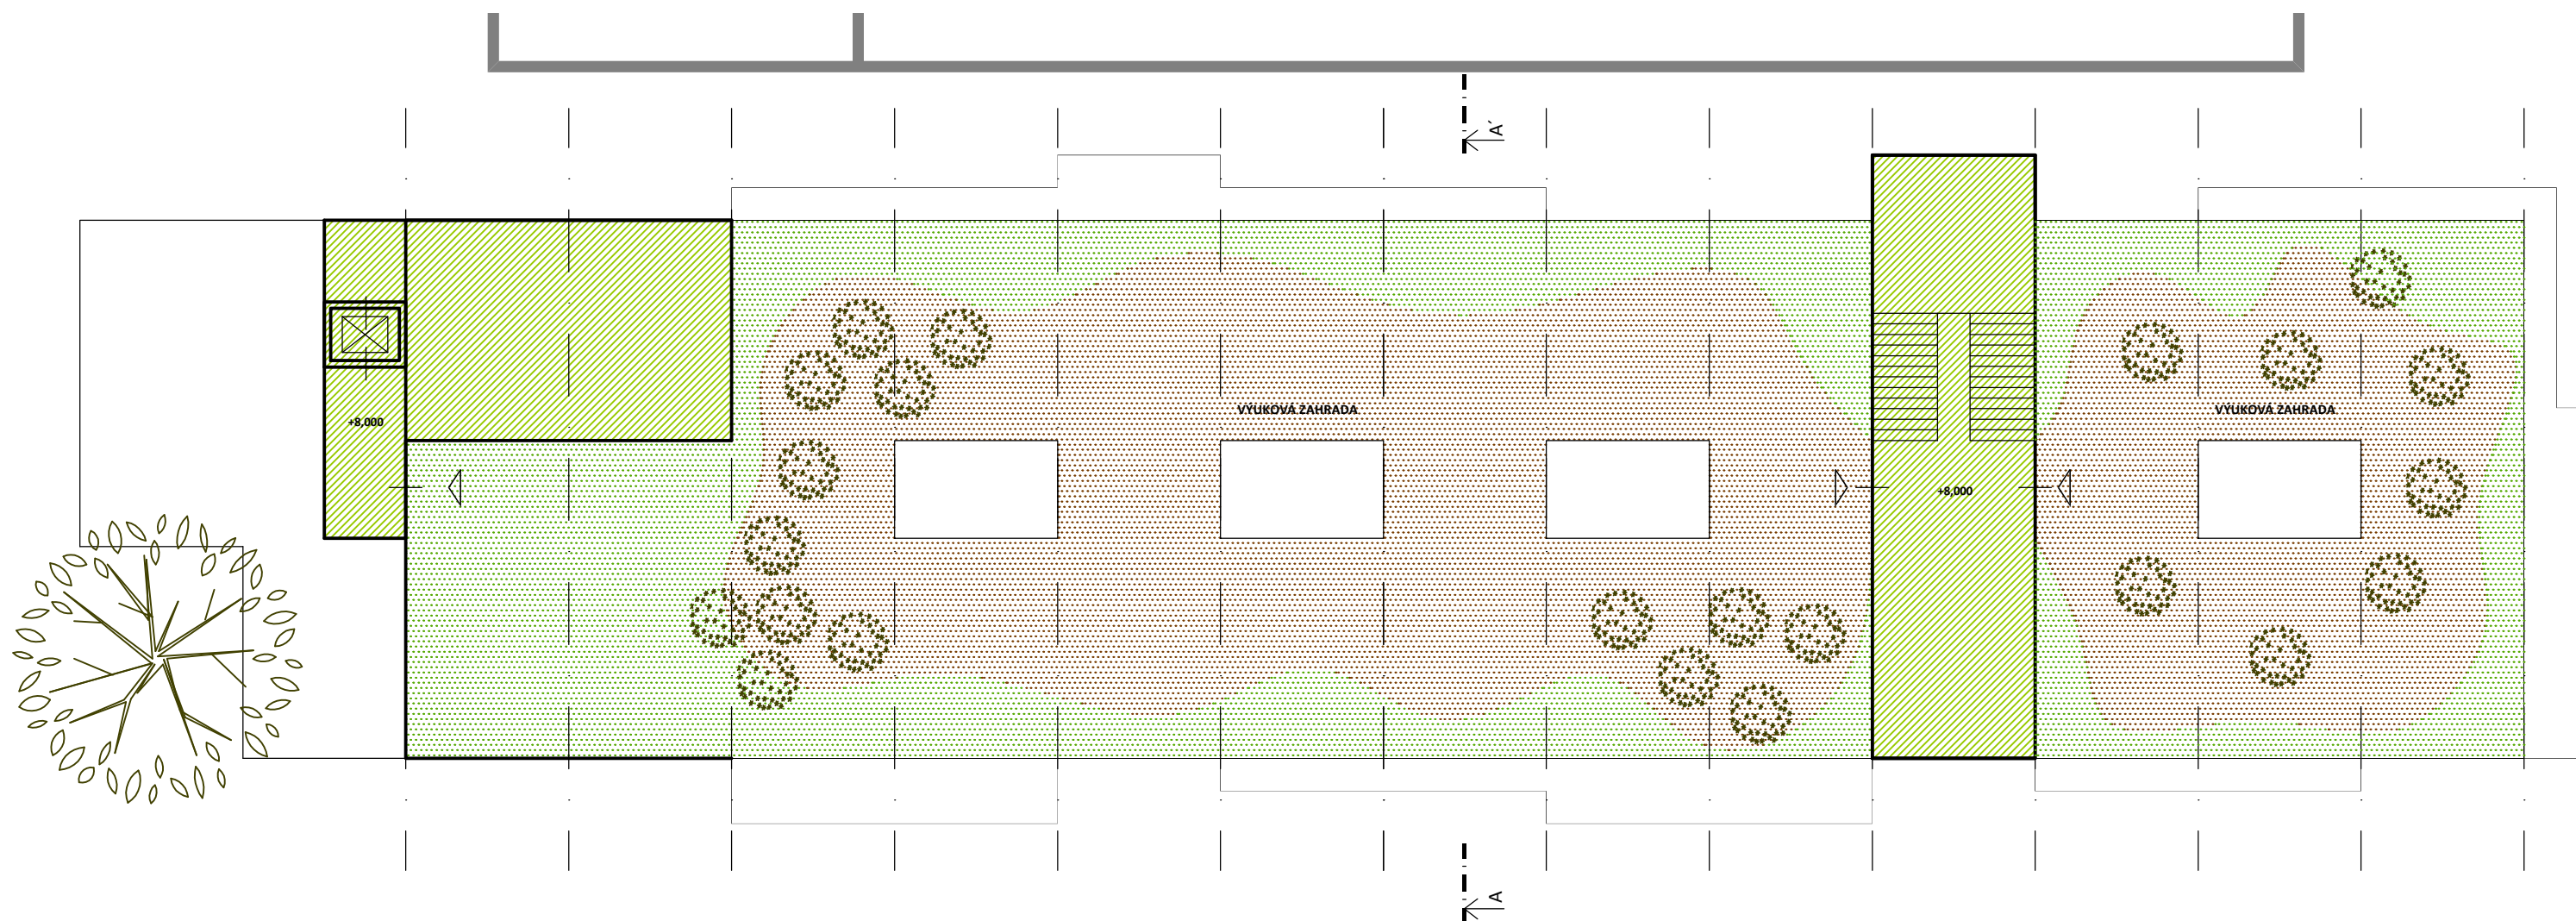 A´
VÝUKOVÁ ZAHRADA
VÝUKOVÁ ZAHRADA
+8,000
+8,000
A